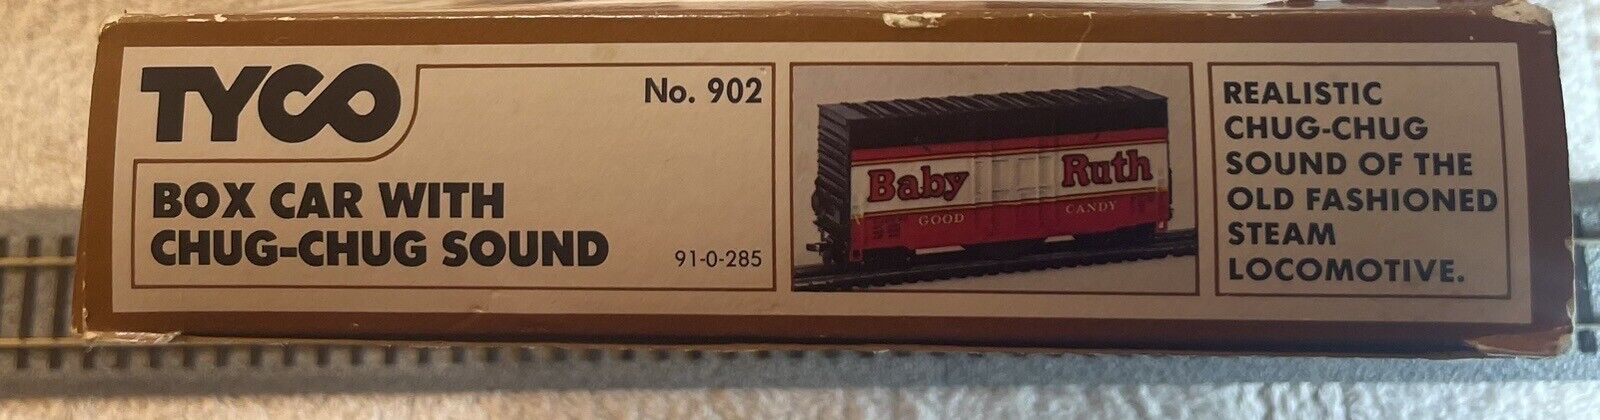 TYCO
No. 902
BOX CAR WITH
CHUG-CHUG SOUND
91-0-285
Baby Ruth
GOOD CANDY
REALISTIC
CHUG-CHUG
SOUND OF THE
OLD FASHIONED
STEAM
LOCOMOTIVE.